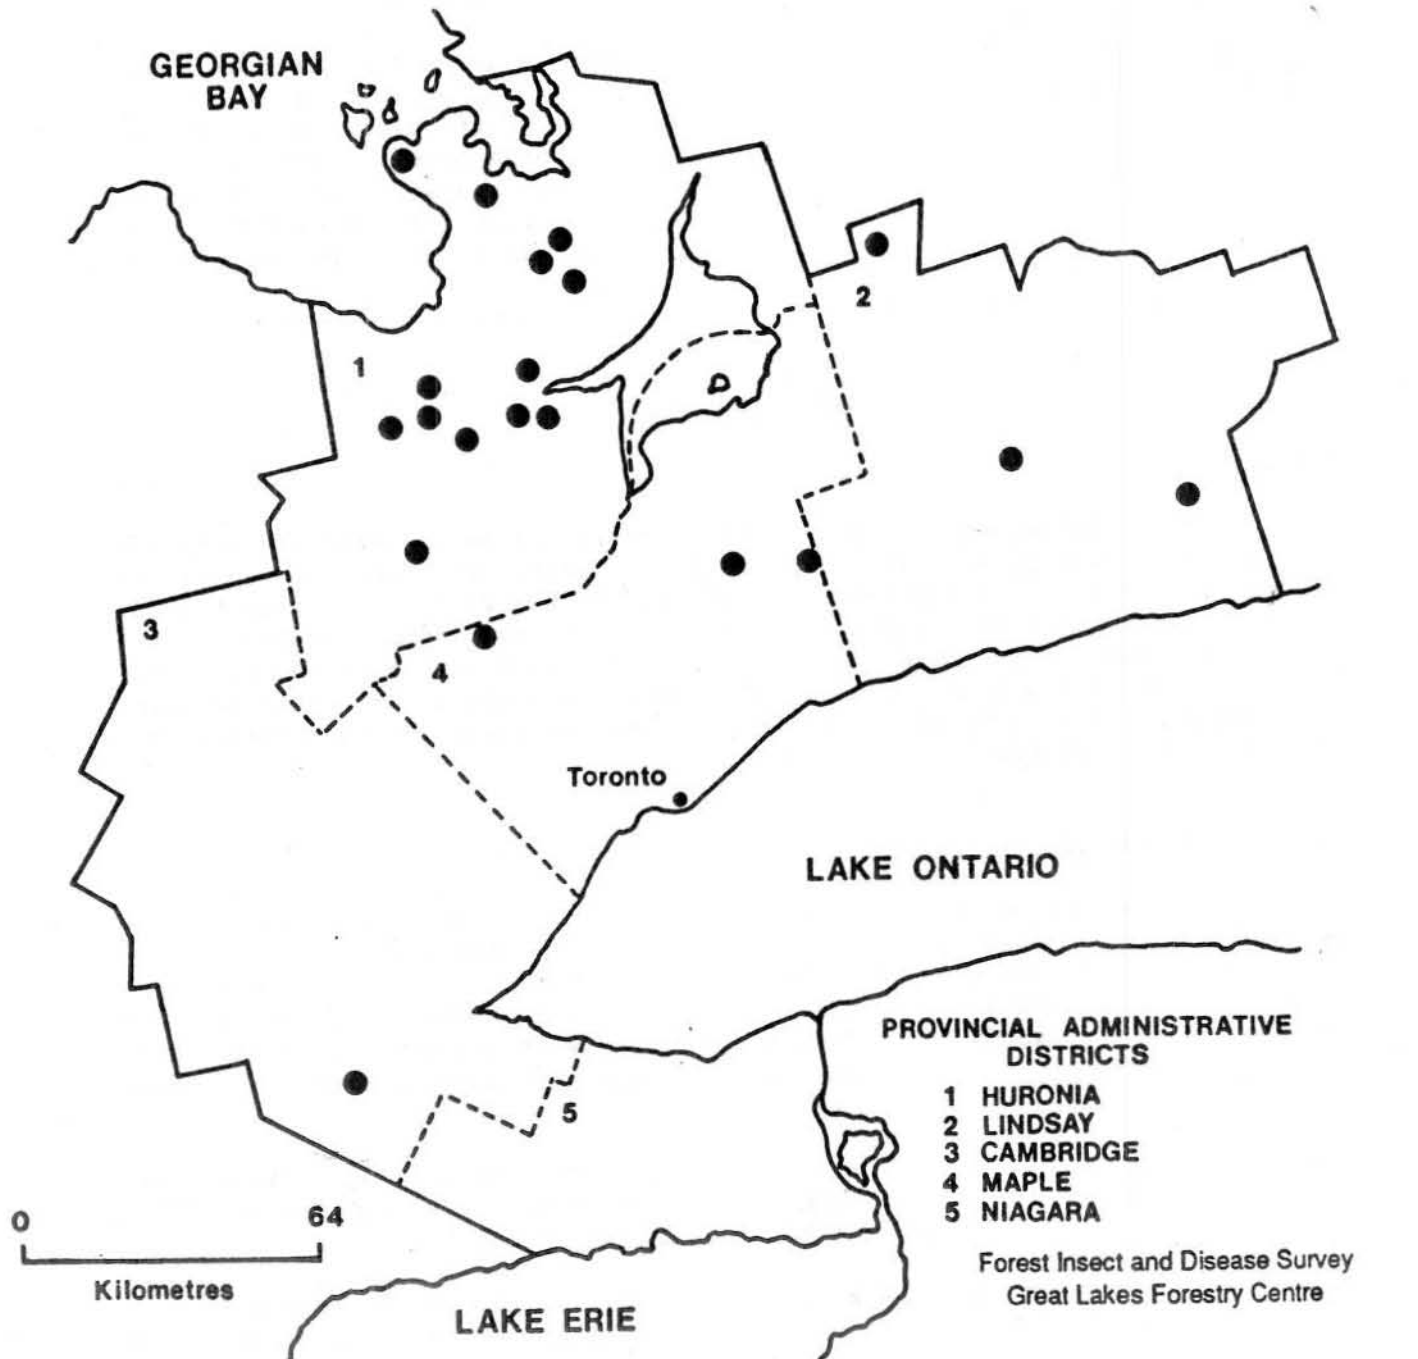 GEORGIAN
BAY
2
1
3
4
Toronto
LAKE ONTARIO
PROVINCIAL ADMINISTRATIVE
DISTRICTS
1 HURONIA
2 LINDSAY
3 CAMBRIDGE
4 MAPLE
5 NIAGARA
5
0 64
Kilometres
Forest Insect and Disease Survey
Great Lakes Forestry Centre
LAKE ERIE